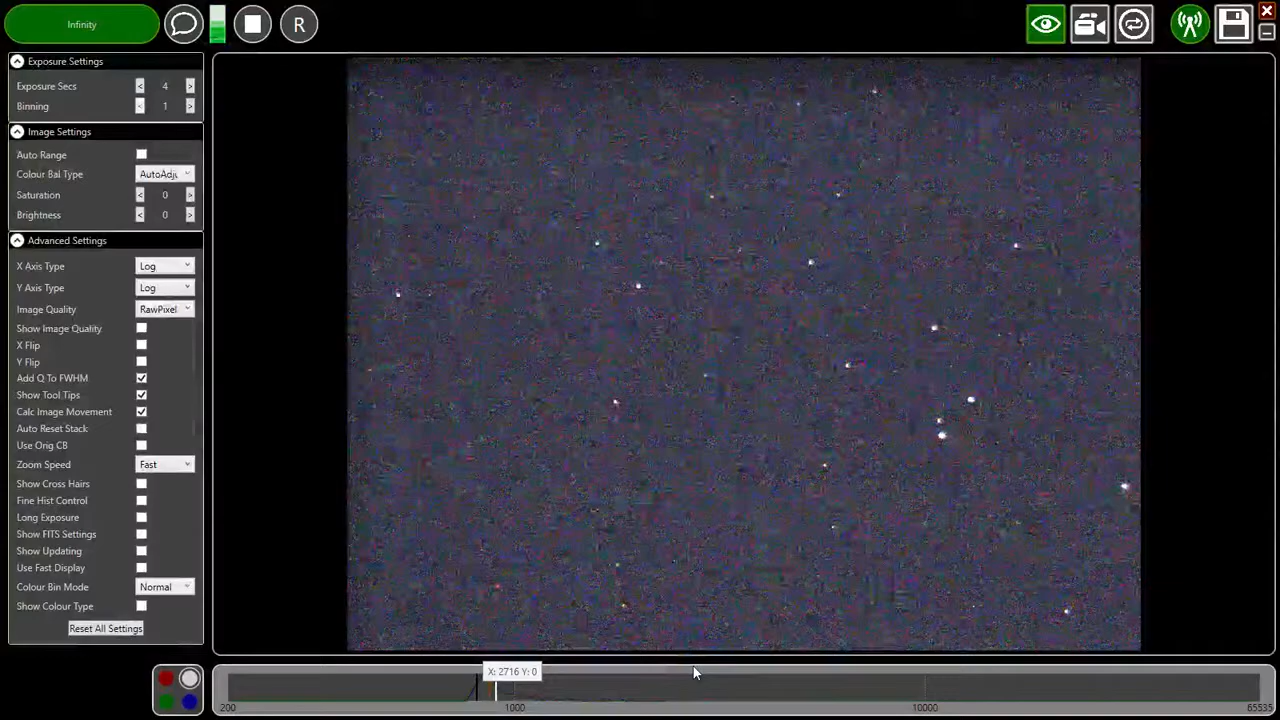 Infinity
R
Exposure Settings
Exposure Secs < 4 >
Binning < 1 >
Image Settings
Auto Range
Colour Bal Type AutoAdju
Saturation < 0 >
Brightness < 0 >
Advanced Settings
X Axis Type Log
Y Axis Type Log
Image Quality RawPixel
Show Image Quality
X Flip
Y Flip
Add Q To FWHM
Show Tool Tips
Calc Image Movement
Auto Reset Stack
Use Orig CB
Zoom Speed Fast
Show Cross Hairs
Fine Hist Control
Long Exposure
Show FITS Settings
Show Updating
Use Fast Display
Colour Bin Mode Normal
Show Colour Type
Reset All Settings
X: 2716 Y: 0
200 1000 10000 65535